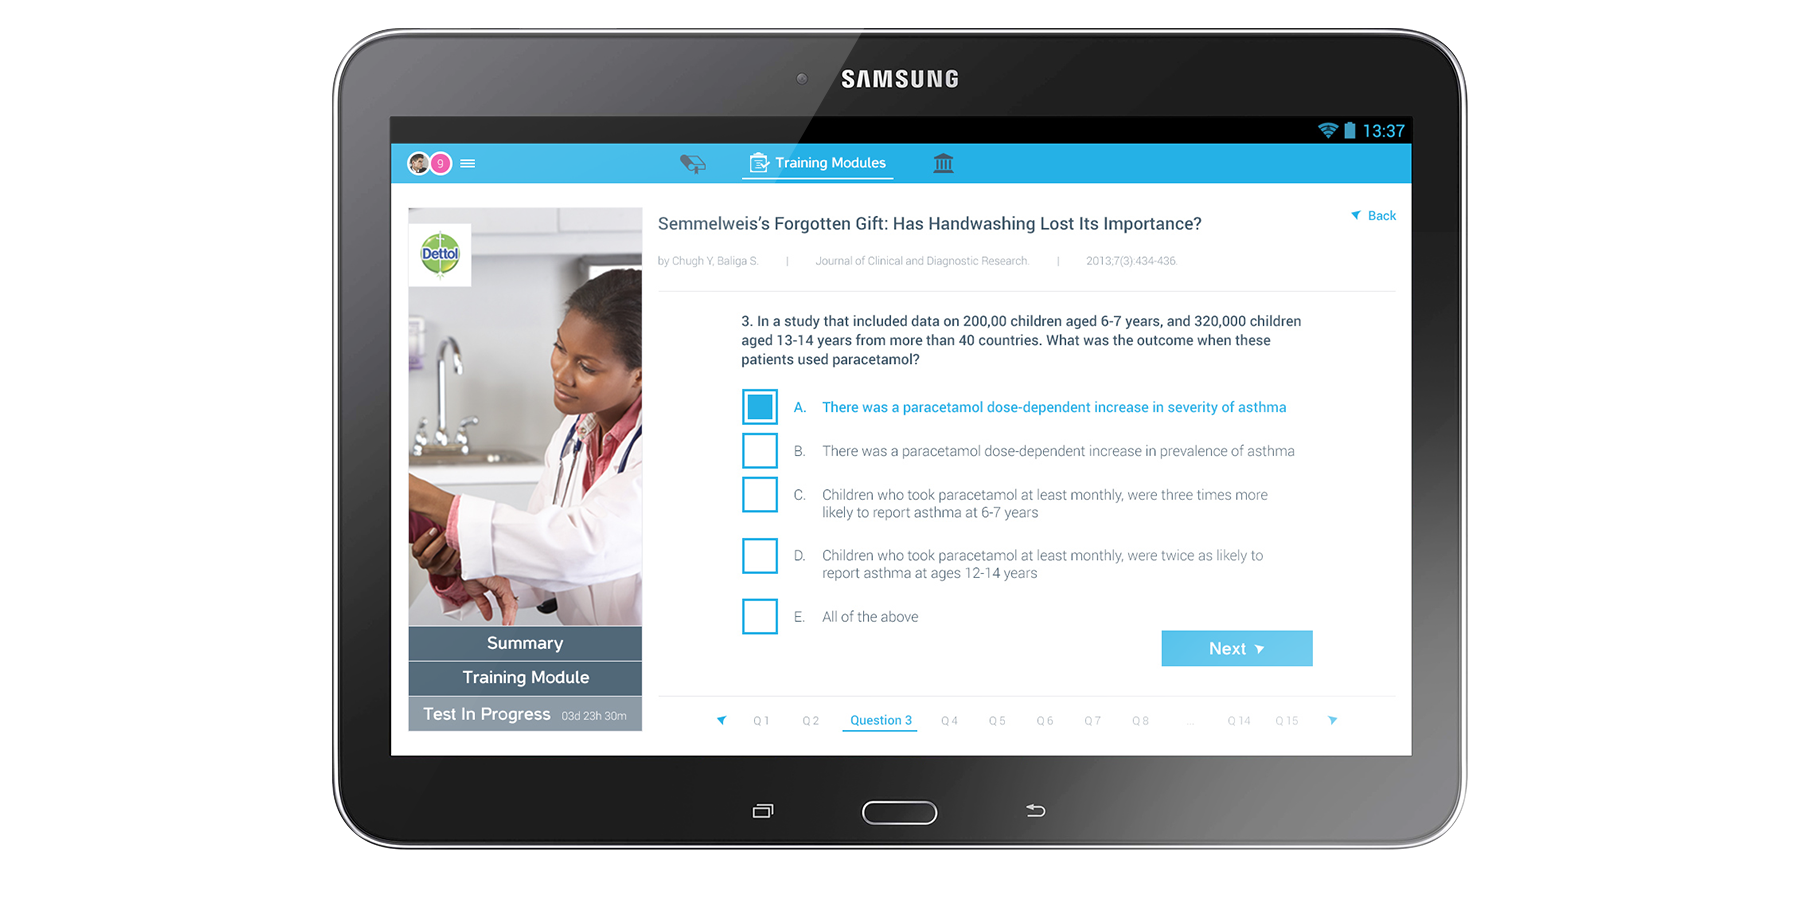 SAMSUNG
13:37
9
Training Modules
Dettol
Semmelweis's Forgotten Gift: Has Handwashing Lost Its Importance?
Back
by Chugh Y, Baliga S. | Journal of Clinical and Diagnostic Research. | 2013;7(3):434-436.
3. In a study that included data on 200,00 children aged 6-7 years, and 320,000 children
aged 13-14 years from more than 40 countries. What was the outcome when these
patients used paracetamol?
A. There was a paracetamol dose-dependent increase in severity of asthma
B. There was a paracetamol dose-dependent increase in prevalence of asthma
C. Children who took paracetamol at least monthly, were three times more
likely to report asthma at 6-7 years
D. Children who took paracetamol at least monthly, were twice as likely to
report asthma at ages 12-14 years
E. All of the above
Next
Summary
Training Module
Test In Progress 03d 23h 30m
Q 1 Q 2 Question 3 Q 4 Q 5 Q 6 Q 7 Q 8 ... Q 14 Q 15